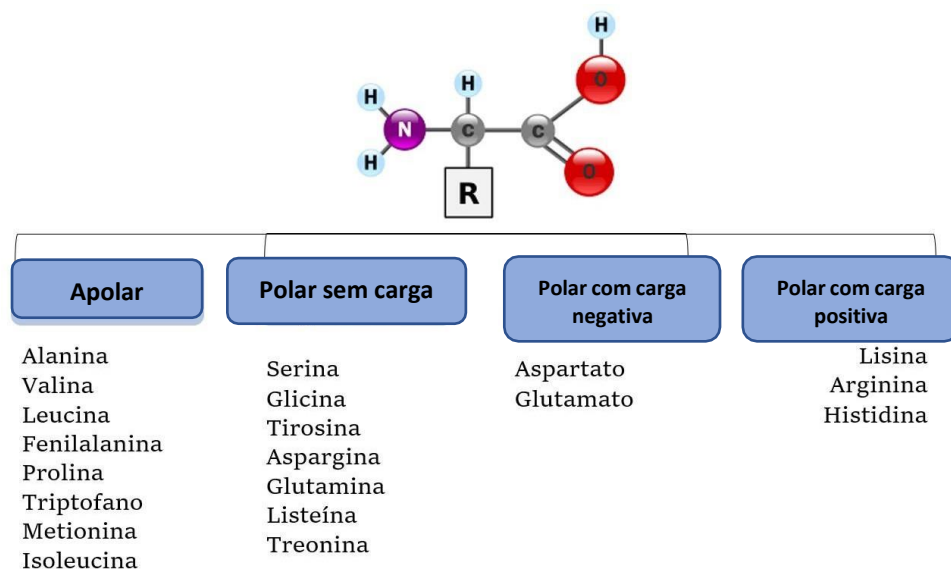 H
O
H
H
N
C
C
H
O
R
Apolar
Alanina
Valina
Leucina
Fenilalanina
Prolina
Triptofano
Metionina
Isoleucina
Polar sem carga
Serina
Glicina
Tirosina
Aspargina
Glutamina
Listeína
Treonina
Polar com carga
negativa
Aspartato
Glutamato
Polar com carga
positiva
Lisina
Arginina
Histidina